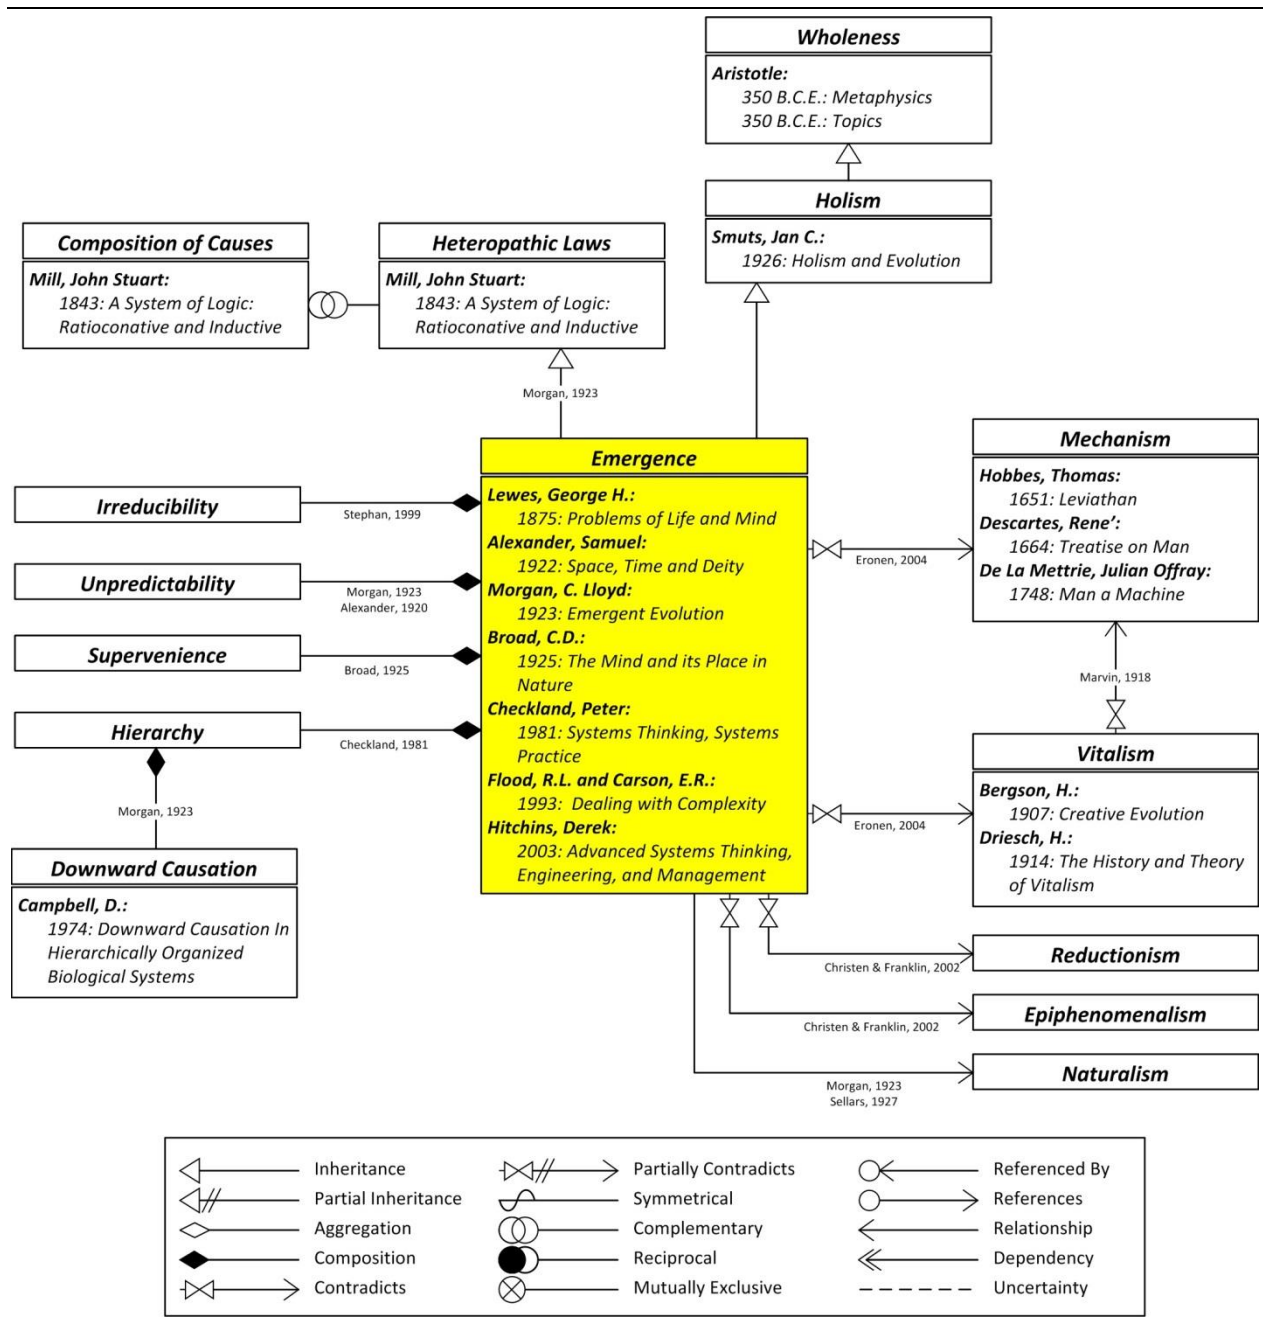 Wholeness
Aristotle:
350 B.C.E.: Metaphysics
350 B.C.E.: Topics
Holism
Smuts, Jan C.:
1926: Holism and Evolution
Composition of Causes
Mill, John Stuart:
1843: A System of Logic:
Ratioconative and Inductive
Heteropathic Laws
Mill, John Stuart:
1843: A System of Logic:
Ratioconative and Inductive
Morgan, 1923
Emergence
Lewes, George H.:
1875: Problems of Life and Mind
Alexander, Samuel:
1922: Space, Time and Deity
Morgan, C. Lloyd:
1923: Emergent Evolution
Broad, C.D.:
1925: The Mind and its Place in
Nature
Checkland, Peter:
1981: Systems Thinking, Systems
Practice
Flood, R.L. and Carson, E.R.:
1993: Dealing with Complexity
Hitchins, Derek:
2003: Advanced Systems Thinking,
Engineering, and Management
Irreducibility
Stephan, 1999
Unpredictability
Morgan, 1923
Alexander, 1920
Supervenience
Broad, 1925
Hierarchy
Checkland, 1981
Morgan, 1923
Downward Causation
Campbell, D.:
1974: Downward Causation In
Hierarchically Organized
Biological Systems
Mechanism
Hobbes, Thomas:
1651: Leviathan
Descartes, Rene’:
1664: Treatise on Man
De La Mettrie, Julian Offray:
1748: Man a Machine
Eronen, 2004
Marvin, 1918
Vitalism
Bergson, H.:
1907: Creative Evolution
Driesch, H.:
1914: The History and Theory
of Vitalism
Eronen, 2004
Reductionism
Christen & Franklin, 2002
Epiphenomenalism
Christen & Franklin, 2002
Naturalism
Morgan, 1923
Sellars, 1927
Inheritance
Partial Inheritance
Aggregation
Composition
Contradicts
Partially Contradicts
Symmetrical
Complementary
Reciprocal
Mutually Exclusive
Referenced By
References
Relationship
Dependency
Uncertainty